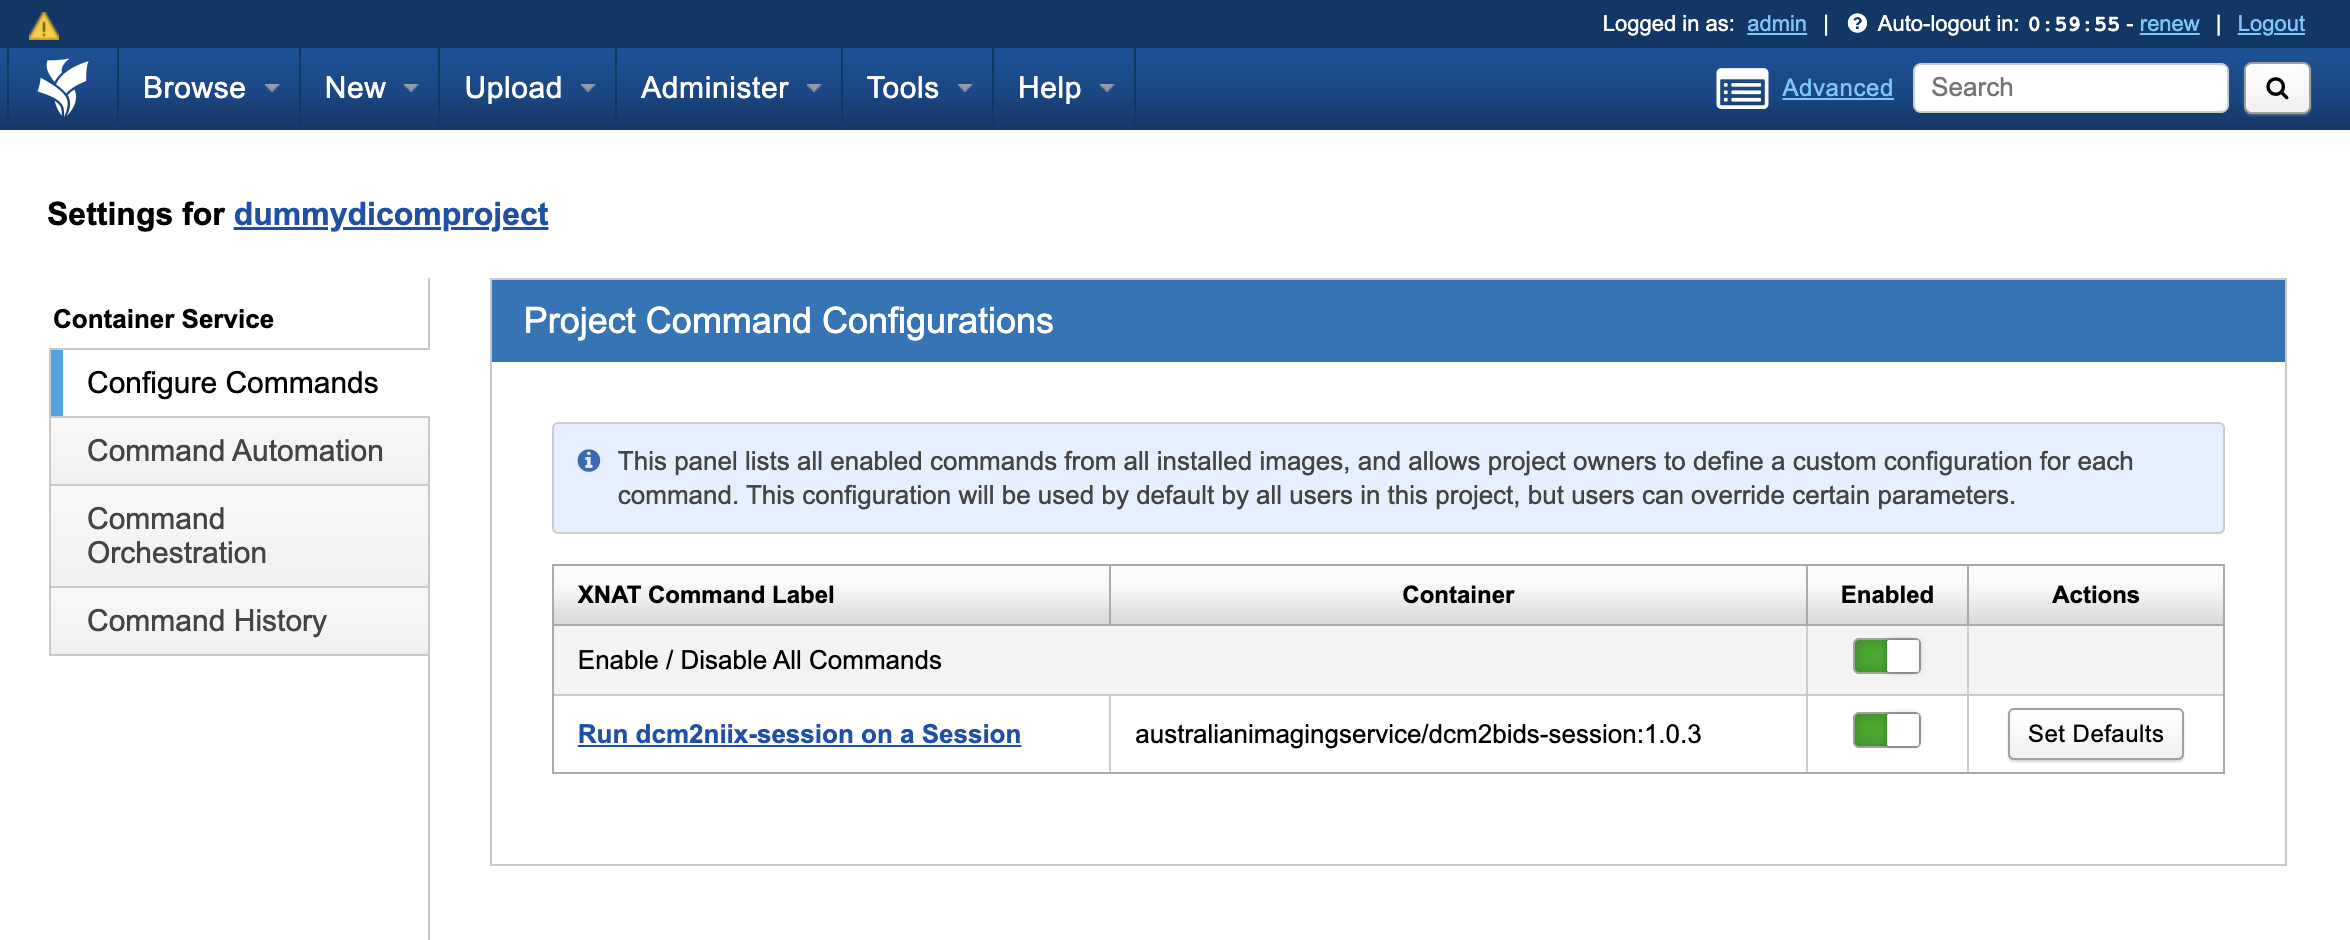 Logged in as: admin | Auto-logout in: 0:59:55 - renew | Logout
Browse New Upload Administer Tools Help Advanced Search
Settings for dummydicomproject
Container Service
Configure Commands
Command Automation
Command
Orchestration
Command History
Project Command Configurations
This panel lists all enabled commands from all installed images, and allows project owners to define a custom configuration for each
command. This configuration will be used by default by all users in this project, but users can override certain parameters.
XNAT Command Label Container Enabled Actions
Enable / Disable All Commands
Run dcm2niix-session on a Session australianimagingservice/dcm2bids-session:1.0.3 Set Defaults